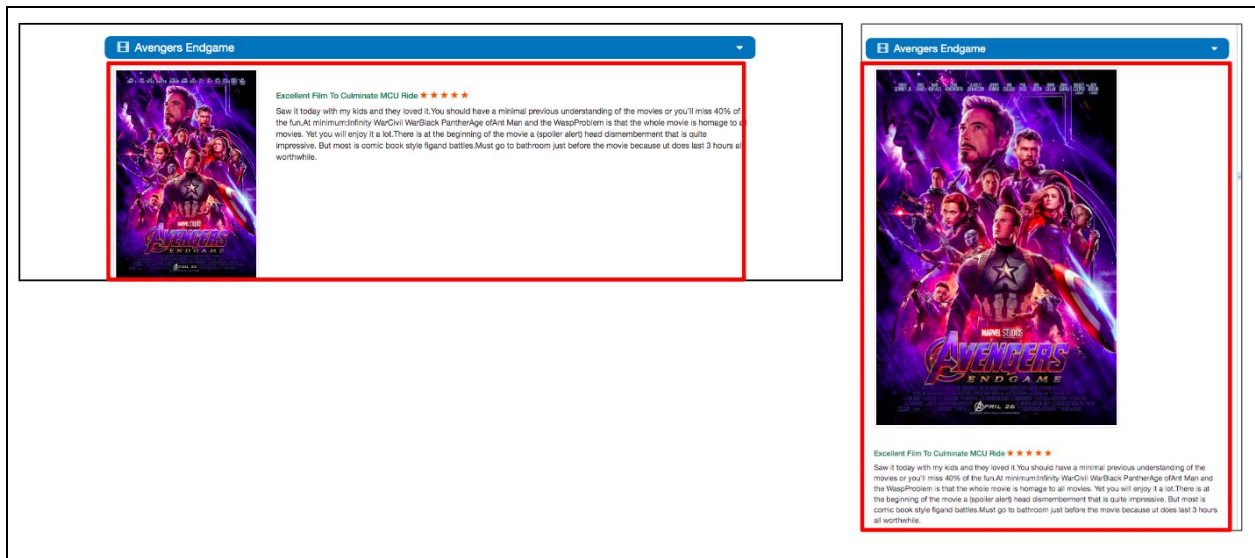 Avengers Endgame
Excellent Film To Culminate MCU Ride ★ ★ ★ ★ ★
Saw it today with my kids and they loved it.You should have a minimal previous understanding of the movies or you'll miss 40% of
the fun.At minimum:Infinity WarCivil WarBlack PantherAge ofAnt Man and the WaspProblem is that the whole movie is homage to all
movies. Yet you will enjoy it a lot.There is at the beginning of the movie a (spoiler alert) head dismemberment that is quite
impressive. But most is comic book style figand battles.Must go to bathroom just before the movie because ut does last 3 hours all
worthwhile.
MARVEL STUDIOS
AVENGERS
ENDGAME
APRIL 26
Avengers Endgame
MARVEL STUDIOS
AVENGERS
ENDGAME
APRIL 26
Excellent Film To Culminate MCU Ride ★ ★ ★ ★ ★
Saw it today with my kids and they loved it.You should have a minimal previous understanding of the
movies or you'll miss 40% of the fun.At minimum:Infinity WarCivil WarBlack PantherAge ofAnt Man and
the WaspProblem is that the whole movie is homage to all movies. Yet you will enjoy it a lot.There is at
the beginning of the movie a (spoiler alert) head dismemberment that is quite impressive. But most is
comic book style figand battles.Must go to bathroom just before the movie because ut does last 3 hours
all worthwhile.